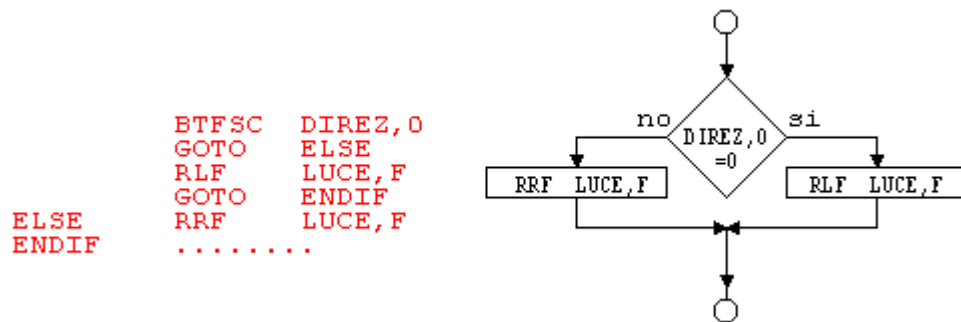 BTFSC DIREZ,0
GOTO ELSE
RLF LUCE,F
GOTO ENDIF
ELSE RRF LUCE,F
ENDIF ........
no
si
DIREZ,0
=0
RRF LUCE,F
RLF LUCE,F